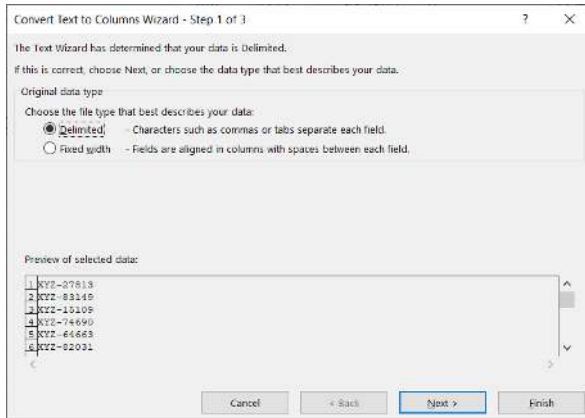 Convert Text to Columns Wizard - Step 1 of 3 ? ×
The Text Wizard has determined that your data is Delimited.
If this is correct, choose Next, or choose the data type that best describes your data.
Original data type
Choose the file type that best describes your data:
Delimited - Characters such as commas or tabs separate each field.
Fixed width - Fields are aligned in columns with spaces between each field.
Preview of selected data:
1 XYZ-27813
2 XYZ-83149
3 XYZ-15109
4 XYZ-74690
5 XYZ-64663
6 XYZ-82031
Cancel < Back Next > Finish